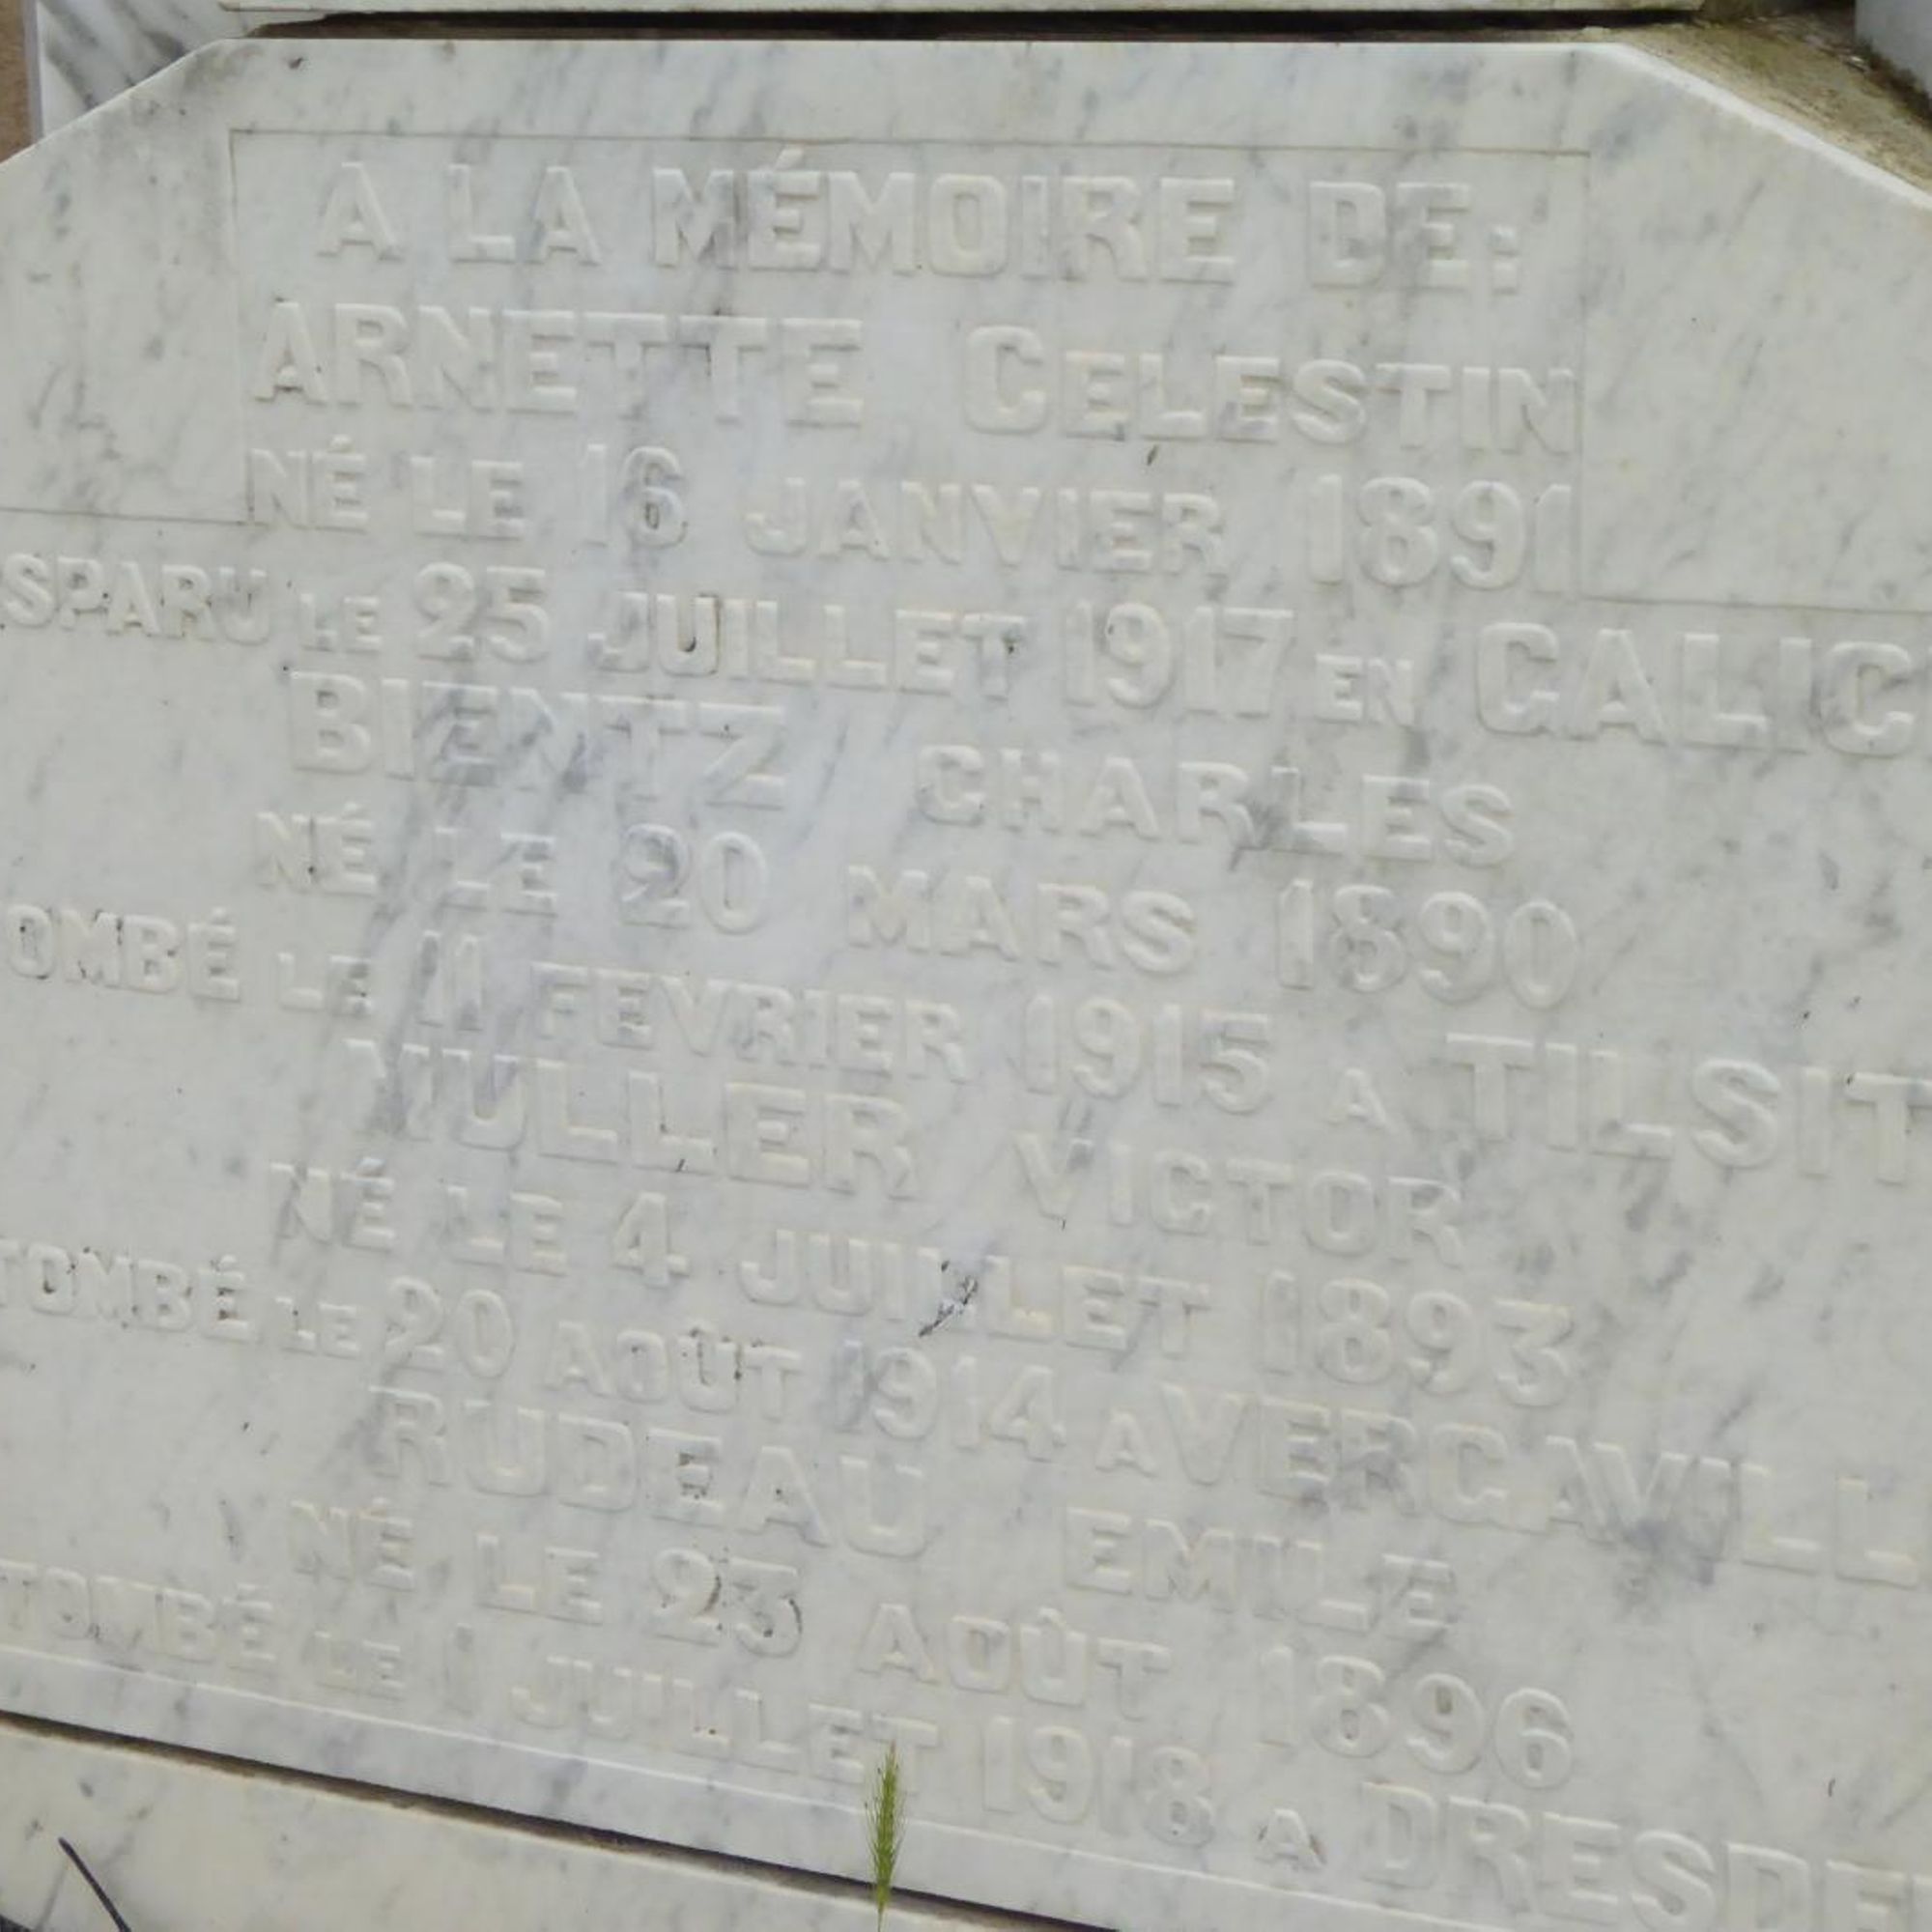 A LA MÉMOIRE DE:
ARNETTE CELESTIN
NÉ LE 16 JANVIER 1891
SPARU LE 25 JUILLET 1917 EN GALIC
BIENTZ CHARLES
NÉ LE 20 MARS 1890
OMBÉ LE 11 FEVRIER 1915 A TILSIT
MULLER VICTOR
NÉ LE 4 JUILLET 1893
TOMBÉ LE 20 AOÛT 1914 A VERGAVILL
RUDEAU EMILE
NÉ LE 23 AOÛT 1896
TOMBÉ LE 1 JUILLET 1918 A DRESDE